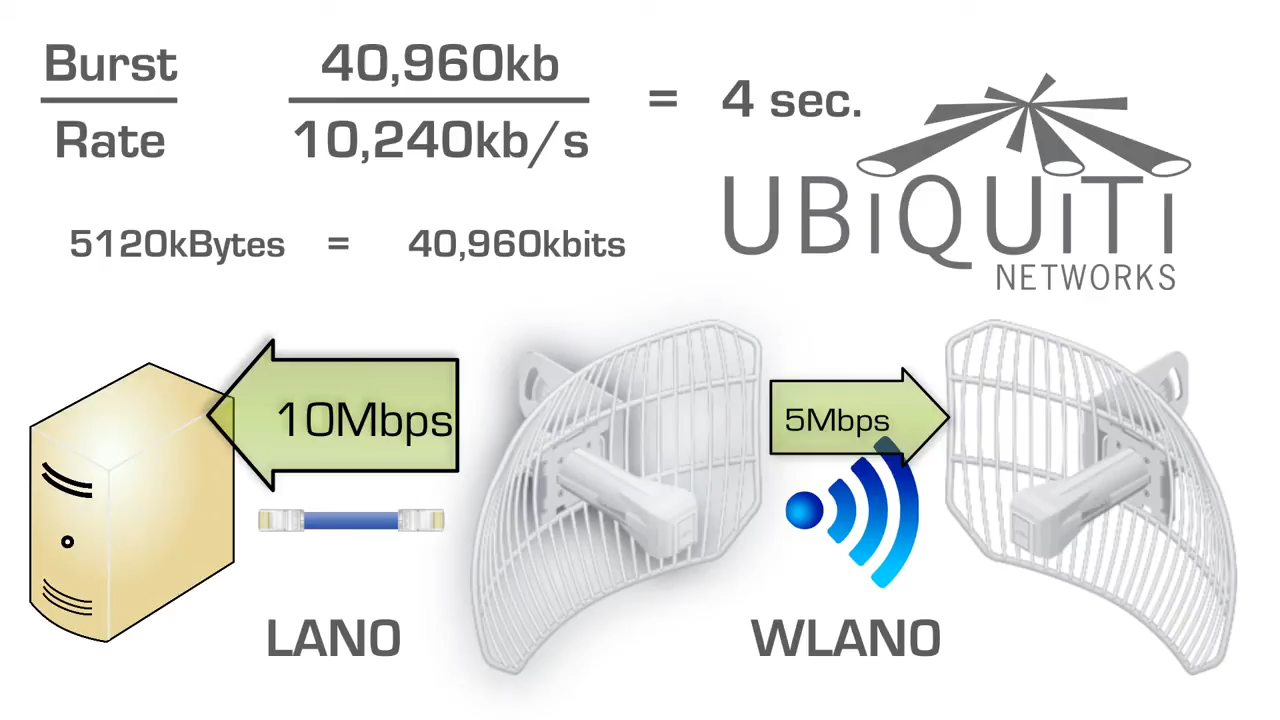 Burst
Rate
40,960kb
10,240kb/s
= 4 sec.
5120kBytes = 40,960kbits
UBiQUiTi
NETWORKS
10Mbps
5Mbps
LAN0
WLAN0